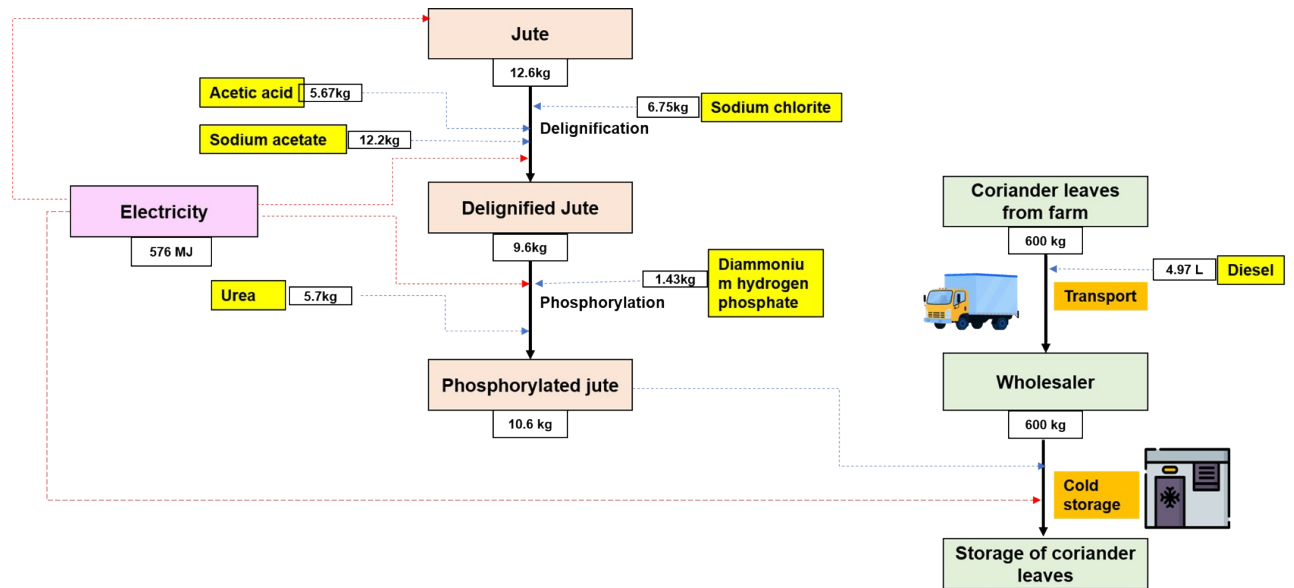 Jute
12.6kg
Acetic acid
5.67kg
6.75kg
Sodium chlorite
Delignification
Sodium acetate
12.2kg
Electricity
576 MJ
Delignified Jute
9.6kg
Urea
5.7kg
1.43kg
Diammoniu
m hydrogen
phosphate
Phosphorylation
Phosphorylated jute
10.6 kg
Coriander leaves
from farm
600 kg
4.97 L
Diesel
Transport
Wholesaler
600 kg
Cold
storage
Storage of coriander
leaves